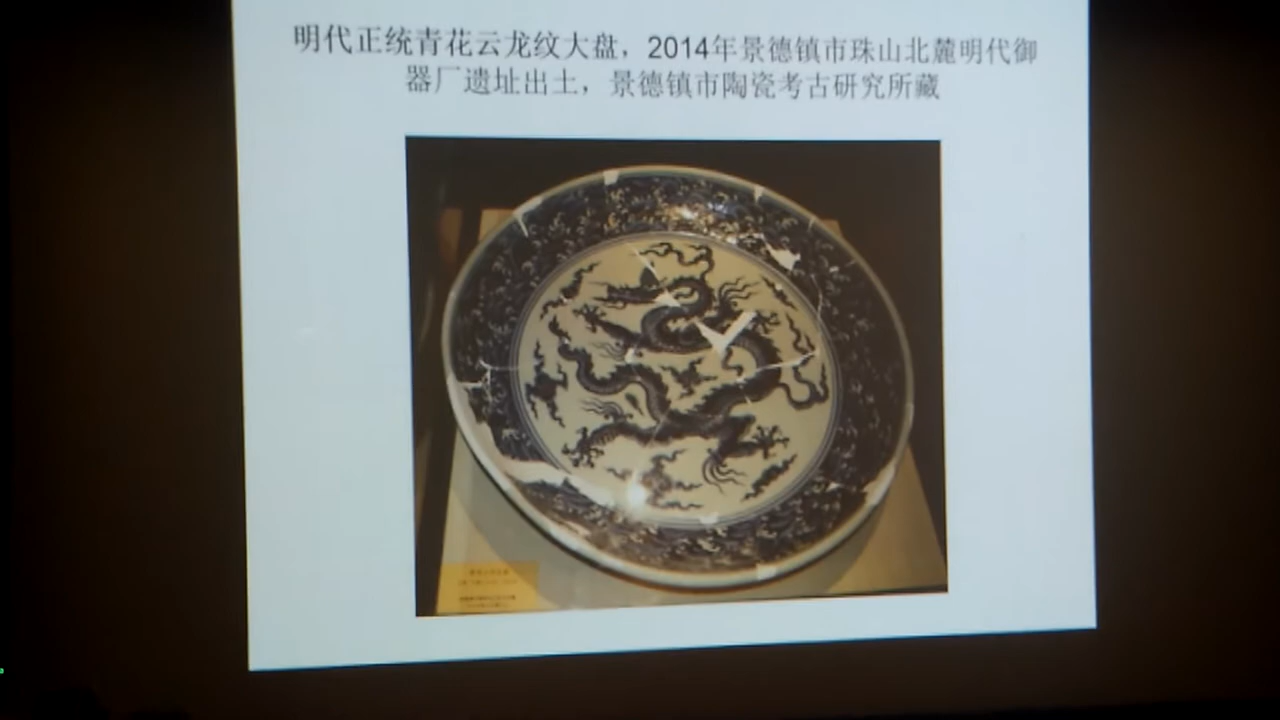 明代正统青花云龙纹大盘，2014年景德镇市珠山北麓明代御
器厂遗址出土，景德镇市陶瓷考古研究所藏